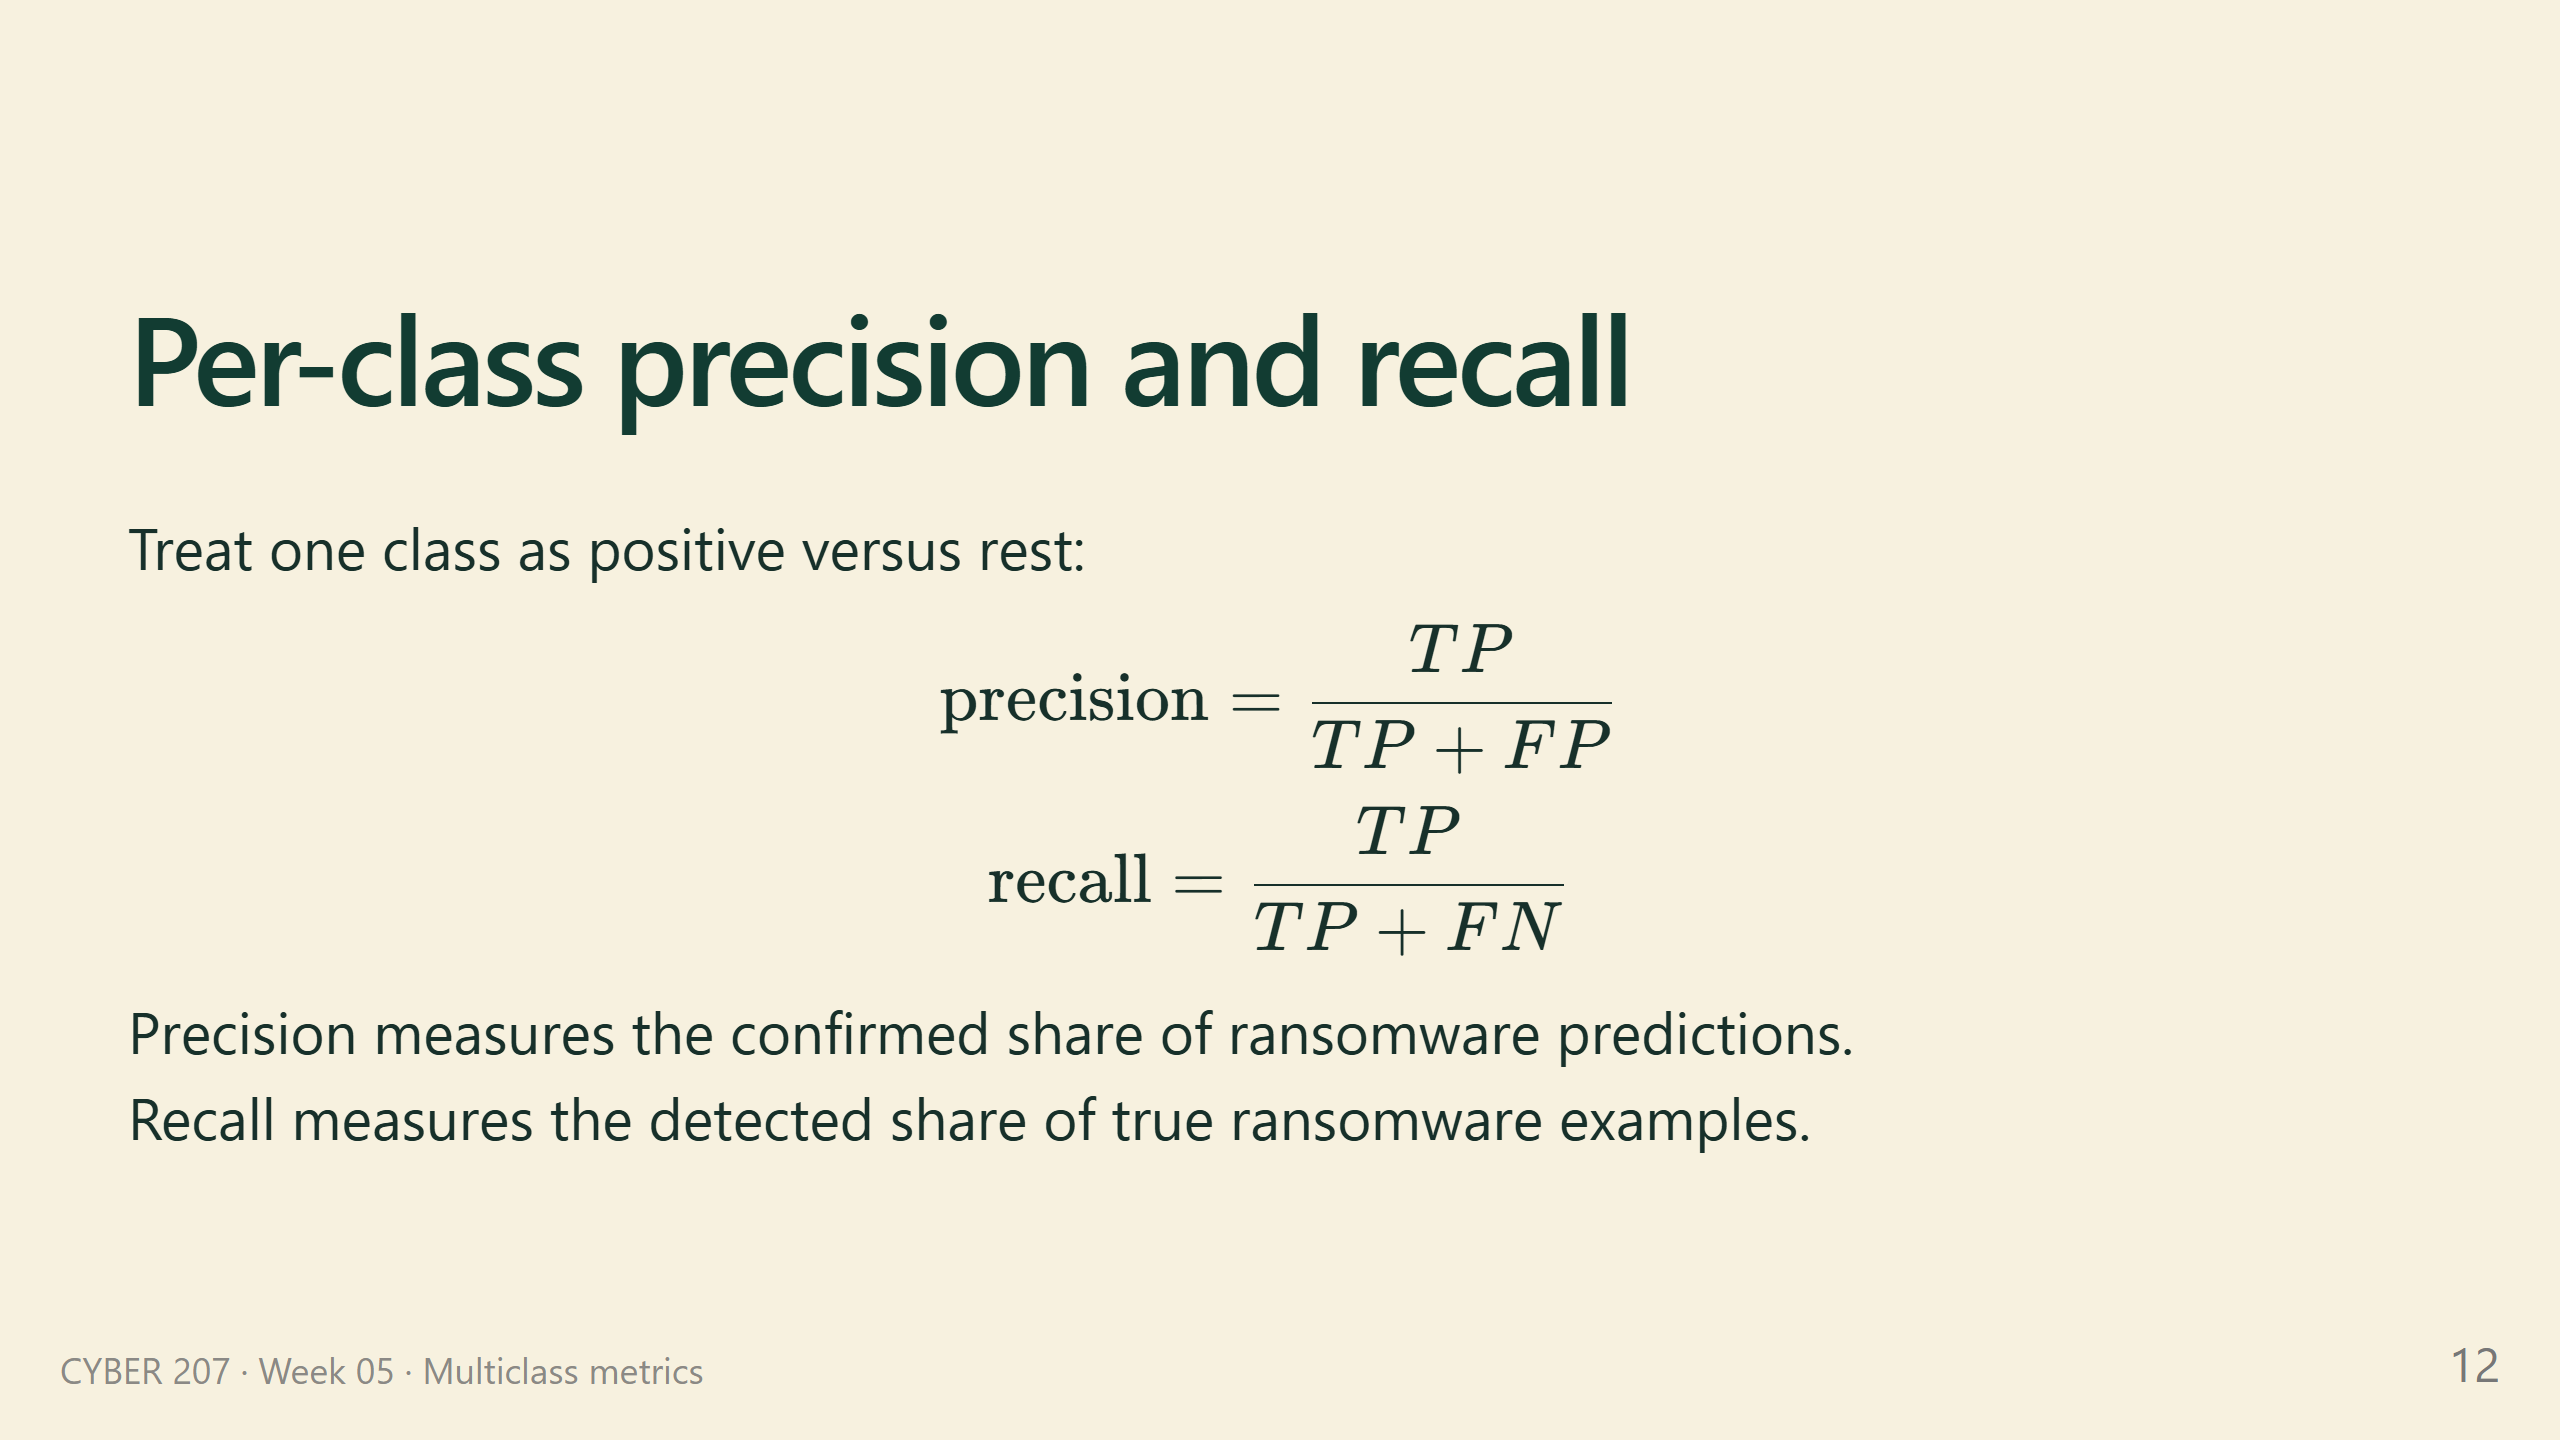 Per-class precision and recall
Treat one class as positive versus rest:
precision = TP / (TP + FP)
recall = TP / (TP + FN)
Precision measures the confirmed share of ransomware predictions.
Recall measures the detected share of true ransomware examples.
CYBER 207 · Week 05 · Multiclass metrics
12